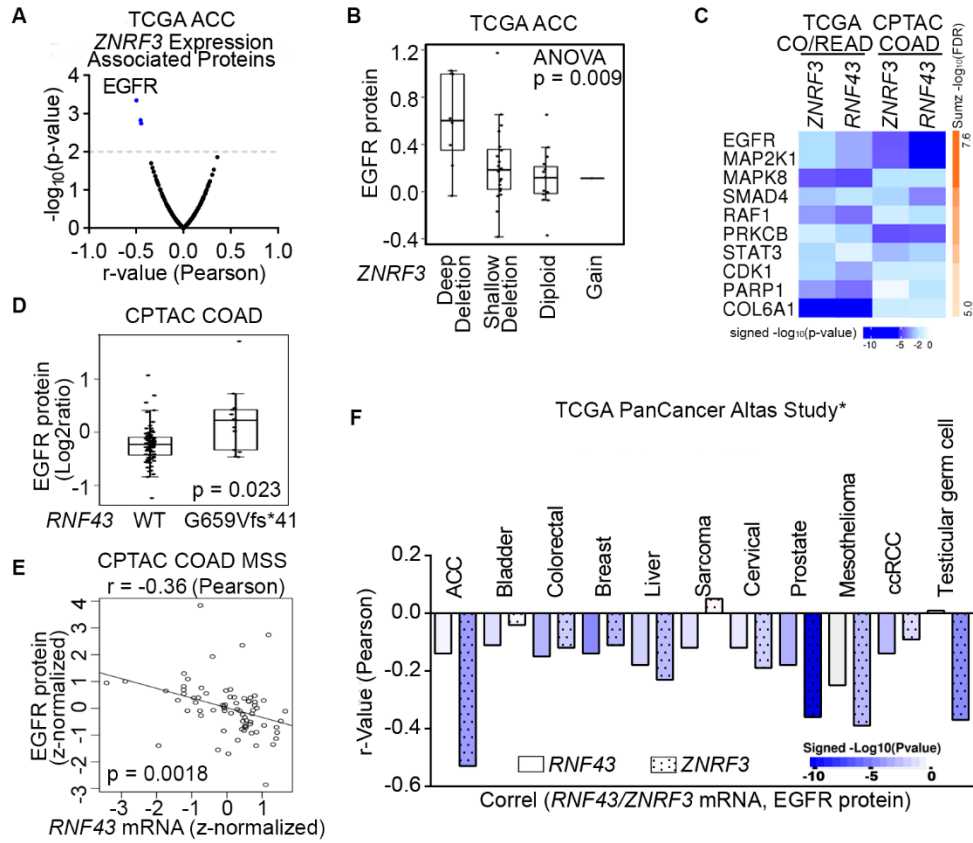 A
TCGA ACC
ZNRF3 Expression
Associated Proteins
EGFR
4
3
2
1
0
-log₁₀(p-value)
-1.0 -0.5 0.0 0.5 1.0
r-value (Pearson)
B
TCGA ACC
ANOVA
p = 0.009
1.2
0.8
0.4
0.0
-0.4
EGFR protein
ZNRF3
Deep Deletion
Shallow Deletion
Diploid
Gain
C
TCGA CPTAC
CO/READ COAD
ZNRF3 RNF43 ZNRF3 RNF43
EGFR
MAP2K1
MAPK8
SMAD4
RAF1
PRKCB
STAT3
CDK1
PARP1
COL6A1
Sumz -log₁₀(FDR)
7.6
5.0
signed -log₁₀(p-value)
-10 -5 -2 0
D
CPTAC COAD
1
0
-1
EGFR protein
(Log2ratio)
p = 0.023
RNF43 WT G659Vfs*41
E
CPTAC COAD MSS
r = -0.36 (Pearson)
4
3
2
1
0
-1
-2
-3
EGFR protein
(z-normalized)
p = 0.0018
-3 -2 -1 0 1
RNF43 mRNA (z-normalized)
F
TCGA PanCancer Altas Study*
ACC
Bladder
Colorectal
Breast
Liver
Sarcoma
Cervical
Prostate
Mesothelioma
ccRCC
Testicular germ cell
0.2
0.0
-0.2
-0.4
-0.6
r-Value (Pearson)
RNF43 ZNRF3
Signed -Log10(Pvalue)
-10 -5 0
Correl (RNF43/ZNRF3 mRNA, EGFR protein)